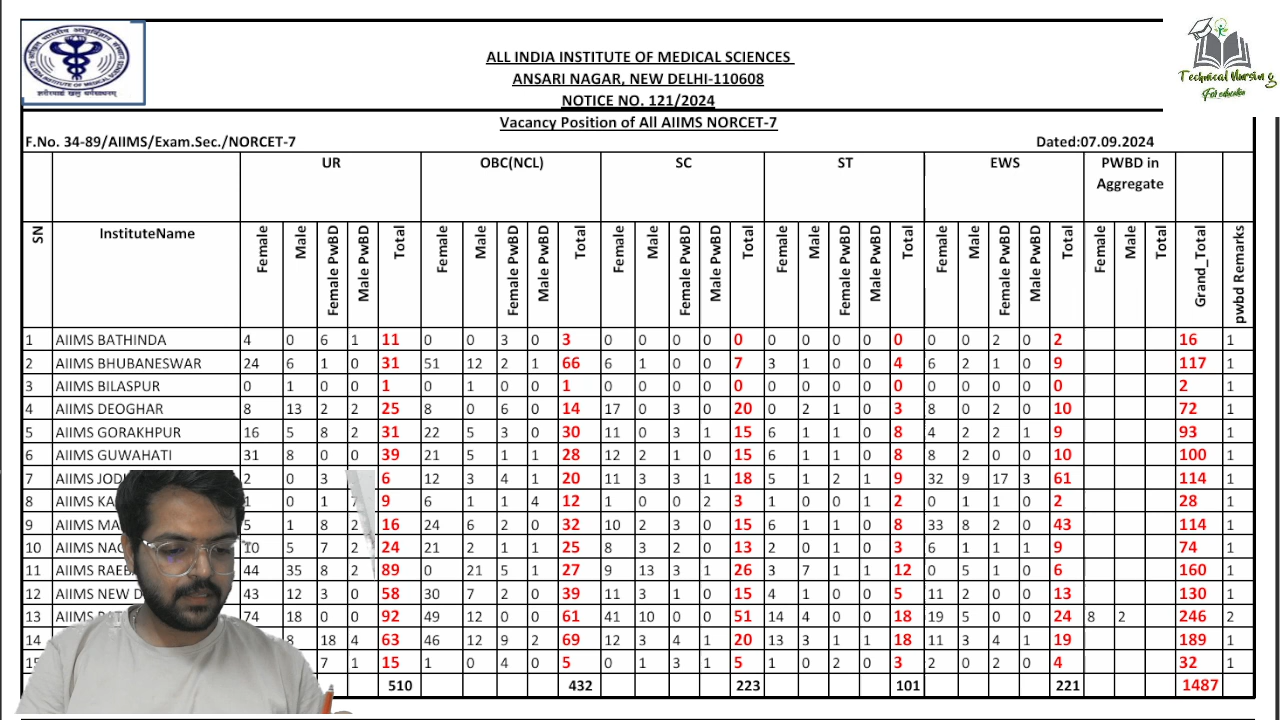 ALL INDIA INSTITUTE OF MEDICAL SCIENCES
ANSARI NAGAR, NEW DELHI-110608
NOTICE NO. 121/2024
Technical Nursing
For education
Vacancy Position of All AIIMS NORCET-7
F.No. 34-89/AIIMS/Exam.Sec./NORCET-7 Dated:07.09.2024
UR OBC(NCL) SC ST EWS PWBD in Aggregate
SN InstituteName Female Male Female PwBD Male PwBD Total Female Male Female PwBD Male PwBD Total Female Male Female PwBD Male PwBD Total Female Male Female PwBD Male PwBD Total Female Male Female PwBD Male PwBD Total Female Male Total Grand_Total pwbd Remarks
1 AIIMS BATHINDA 4 0 6 1 11 0 0 3 0 3 0 0 0 0 0 0 0 0 0 0 0 0 2 0 2 16 1
2 AIIMS BHUBANESWAR 24 6 1 0 31 51 12 2 1 66 6 1 0 0 7 3 1 0 0 4 6 2 1 0 9 117 1
3 AIIMS BILASPUR 0 1 0 0 1 0 1 0 0 1 0 0 0 0 0 0 0 0 0 0 0 0 0 0 0 2 1
4 AIIMS DEOGHAR 8 13 2 2 25 8 0 6 0 14 17 0 3 0 20 0 2 1 0 3 8 0 2 0 10 72 1
5 AIIMS GORAKHPUR 16 5 8 2 31 22 5 3 0 30 11 0 3 1 15 6 1 1 0 8 4 2 2 1 9 93 1
6 AIIMS GUWAHATI 31 8 0 0 39 21 5 1 1 28 12 2 1 0 15 6 1 1 0 8 8 2 0 0 10 100 1
7 AIIMS 2 0 3 6 12 3 4 1 20 11 3 3 1 18 5 1 2 1 9 32 9 17 3 61 114 1
8 AIIMS 1 0 1 7 9 6 1 1 4 12 1 0 0 2 3 1 0 0 1 2 0 1 1 0 2 28 1
9 AIIMS 5 1 8 2 16 24 6 2 0 32 10 2 3 0 15 6 1 1 0 8 33 8 2 0 43 114 1
10 AIIMS 10 5 7 2 24 21 2 1 1 25 8 3 2 0 13 2 0 1 0 3 6 1 1 1 9 74 1
11 AIIMS 44 35 8 2 89 0 21 5 1 27 9 13 3 1 26 3 7 1 1 12 0 5 1 0 6 160 1
12 AIIMS NEW 43 12 3 0 58 30 7 2 0 39 11 3 1 0 15 4 1 0 0 5 11 2 0 0 13 130 1
13 AIIMS 74 18 0 0 92 49 12 0 0 61 41 10 0 0 51 14 4 0 0 18 19 5 0 0 24 8 2 246 2
14 8 18 4 63 46 12 9 2 69 12 3 4 1 20 13 3 1 1 18 11 3 4 1 19 189 1
15 7 1 15 1 0 4 0 5 0 1 3 1 5 1 0 2 0 3 2 0 2 0 4 32 1
510 432 223 101 221 1487